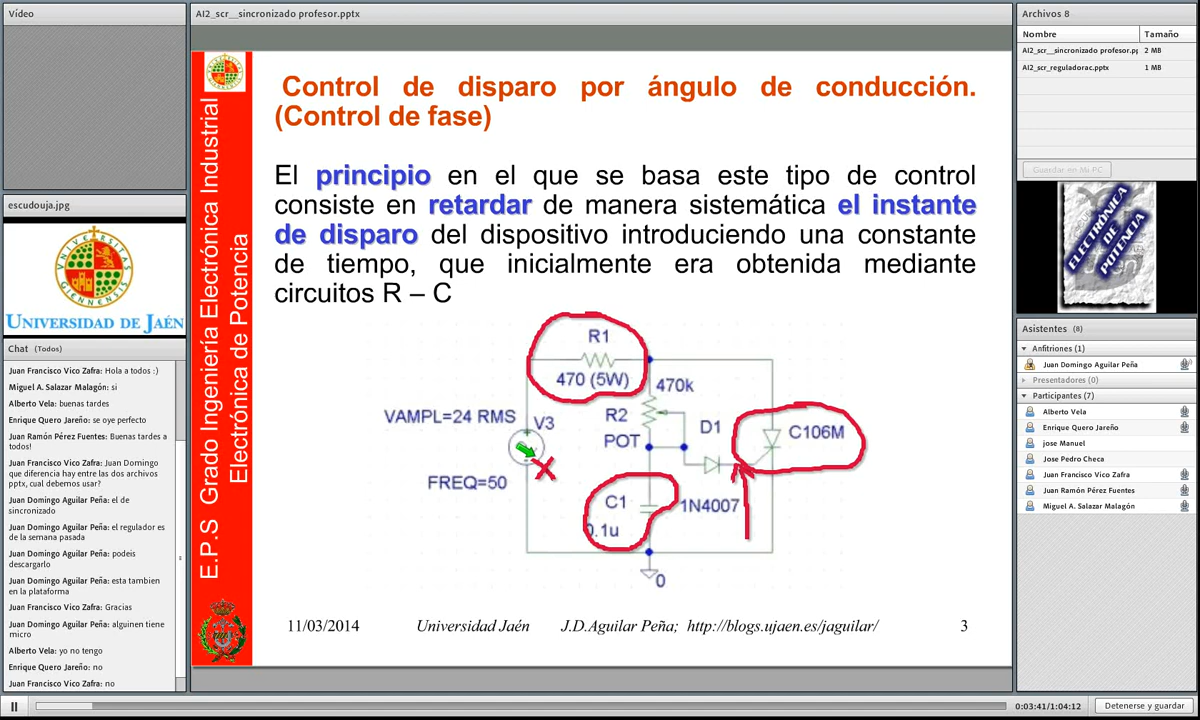 Vídeo
escudouja.jpg
UNIVERSITAS
GIENNENSIS
UNIVERSIDAD DE JAÉN
Chat (Todos)
Juan Francisco Vico Zafra: Hola a todos :)
Miguel A. Salazar Malagón: si
Alberto Vela: buenas tardes
Enrique Quero Jareño: se oye perfecto
Juan Ramón Pérez Fuentes: Buenas tardes a
todos!
Juan Francisco Vico Zafra: Juan Domingo
que diferencia hay entre las dos archivos
pptx, cual debemos usar?
Juan Domingo Aguilar Peña: el de
sincronizado
Juan Domingo Aguilar Peña: el regulador es
de la semana pasada
Juan Domingo Aguilar Peña: podeis
descargarlo
Juan Domingo Aguilar Peña: esta tambien
en la plataforma
Juan Francisco Vico Zafra: Gracias
Juan Domingo Aguilar Peña: alguinen tiene
micro
Alberto Vela: yo no tengo
Enrique Quero Jareño: no
Juan Francisco Vico Zafra: no
AI2_scr__sincronizado profesor.pptx
E.P.S Grado Ingeniería Electrónica Industrial
Electrónica de Potencia
Control de disparo por ángulo de conducción.
(Control de fase)
El principio en el que se basa este tipo de control
consiste en retardar de manera sistemática el instante
de disparo del dispositivo introduciendo una constante
de tiempo, que inicialmente era obtenida mediante
circuitos R – C
R1
470 (5W)
470k
VAMPL=24 RMS
V3
R2
POT
D1
C106M
FREQ=50
C1
0.1u
1N4007
0
11/03/2014
Universidad Jaén
J.D.Aguilar Peña; http://blogs.ujaen.es/jaguilar/
3
Archivos 8
Nombre
Tamaño
AI2_scr__sincronizado profesor.pp
2 MB
AI2_scr_reguladorac.pptx
1 MB
Guardar en Mi PC
ELECTRÓNICA
DE
POTENCIA
Asistentes (8)
Anfitriones (1)
Juan Domingo Aguilar Peña
Presentadores (0)
Participantes (7)
Alberto Vela
Enrique Quero Jareño
jose Manuel
Jose Pedro Checa
Juan Francisco Vico Zafra
Juan Ramón Pérez Fuentes
Miguel A. Salazar Malagón
0:03:41/1:04:12
Detenerse y guardar